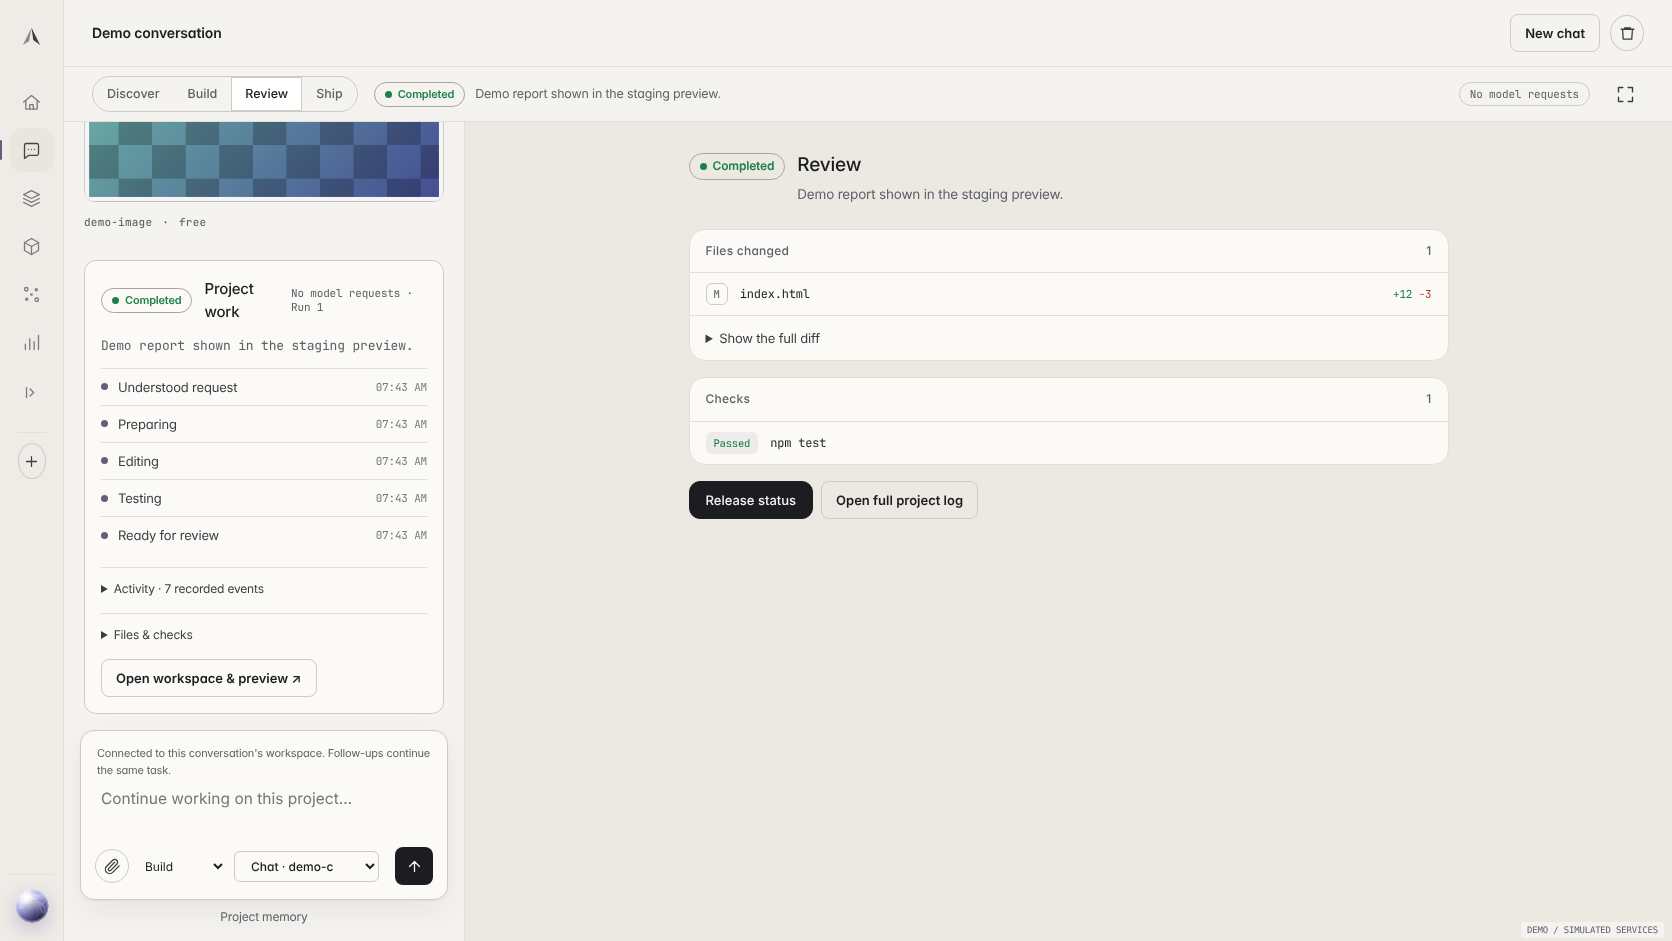 Demo conversation
New chat
Discover
Build
Review
Ship
Completed
Demo report shown in the staging preview.
No model requests
demo-image · free
Completed
Project work
No model requests · Run 1
Demo report shown in the staging preview.
Understood request 07:43 AM
Preparing 07:43 AM
Editing 07:43 AM
Testing 07:43 AM
Ready for review 07:43 AM
Activity · 7 recorded events
Files & checks
Open workspace & preview ↗
Connected to this conversation's workspace. Follow-ups continue
the same task.
Continue working on this project...
Build
Chat · demo-c
Project memory
Completed
Review
Demo report shown in the staging preview.
Files changed 1
M index.html +12 -3
Show the full diff
Checks 1
Passed npm test
Release status
Open full project log
DEMO / SIMULATED SERVICES